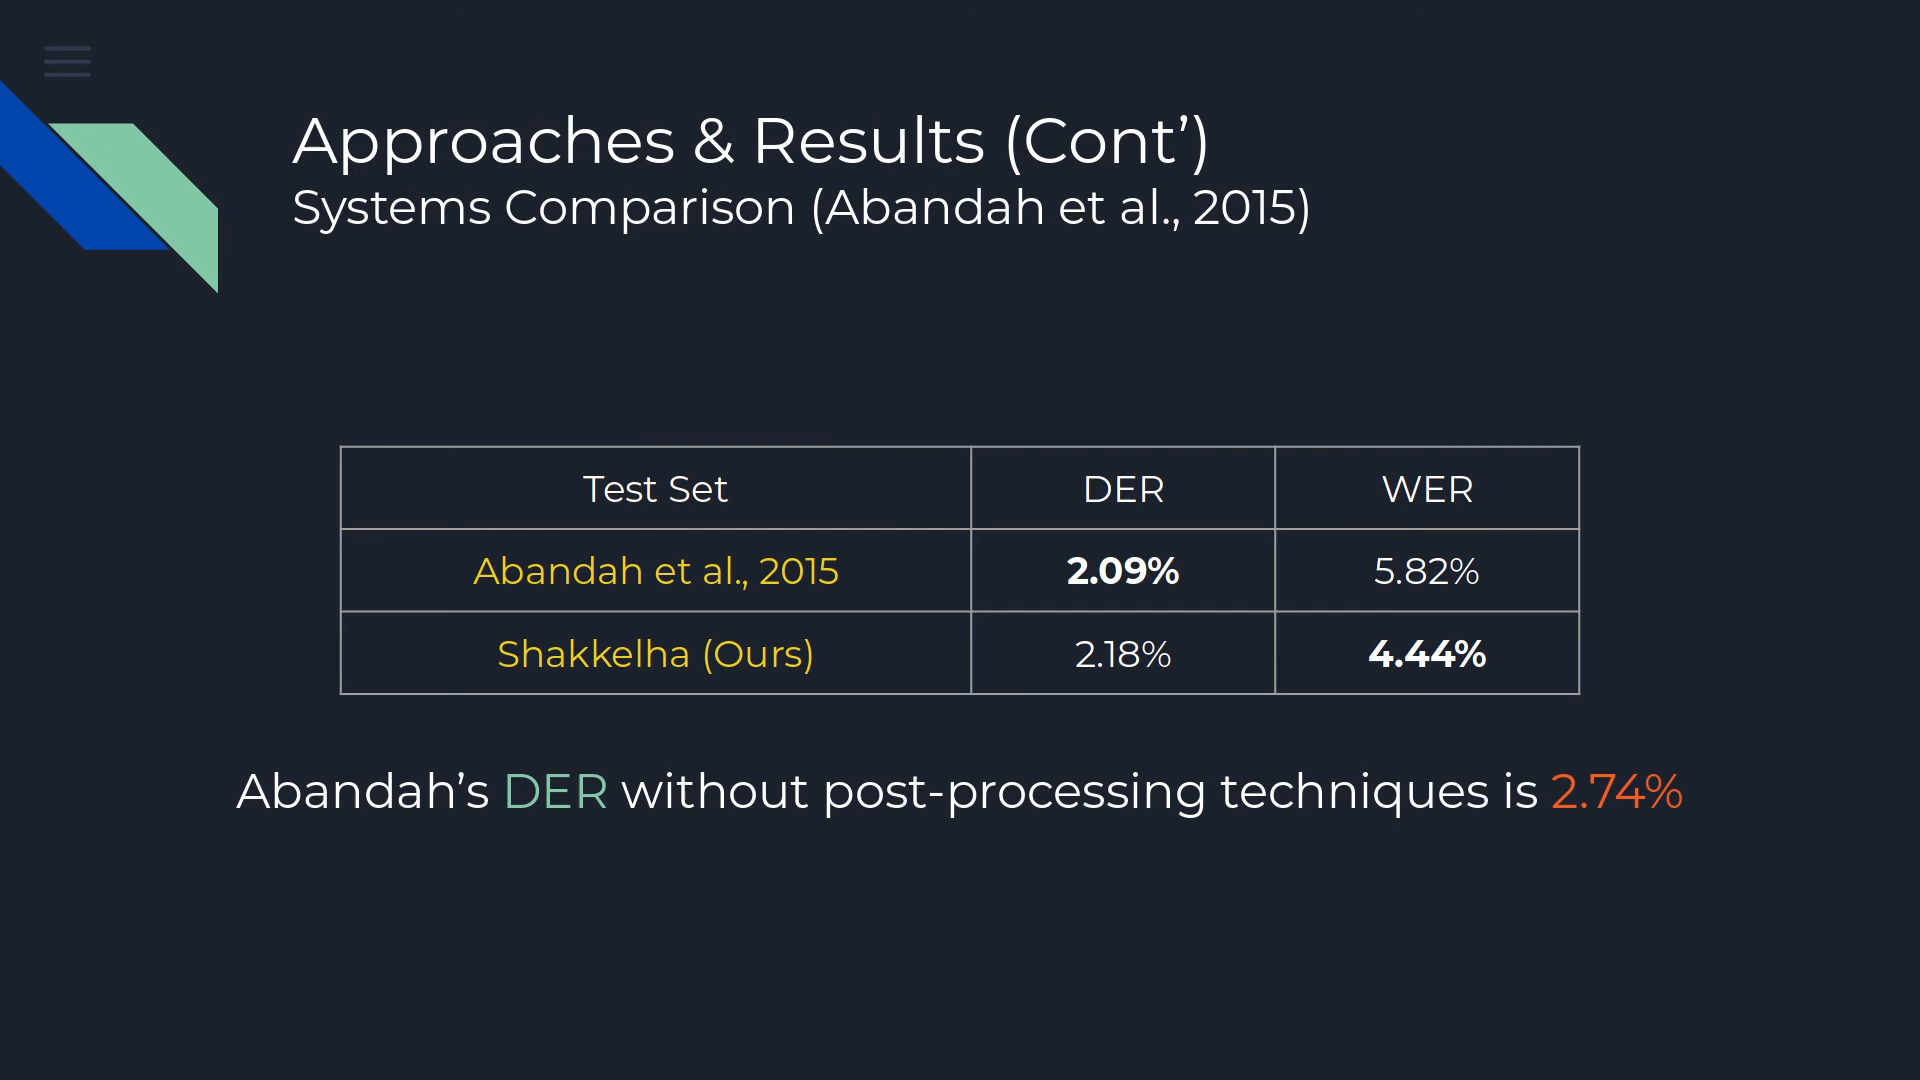 Approaches & Results (Cont’)
Systems Comparison (Abandah et al., 2015)
Test Set DER WER
Abandah et al., 2015 2.09% 5.82%
Shakkelha (Ours) 2.18% 4.44%
Abandah’s DER without post-processing techniques is 2.74%